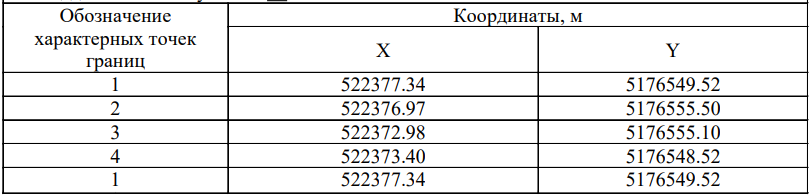 Обозначение характерных точек границ
Координаты, м
X Y
1 522377.34 5176549.52
2 522376.97 5176555.50
3 522372.98 5176555.10
4 522373.40 5176548.52
1 522377.34 5176549.52